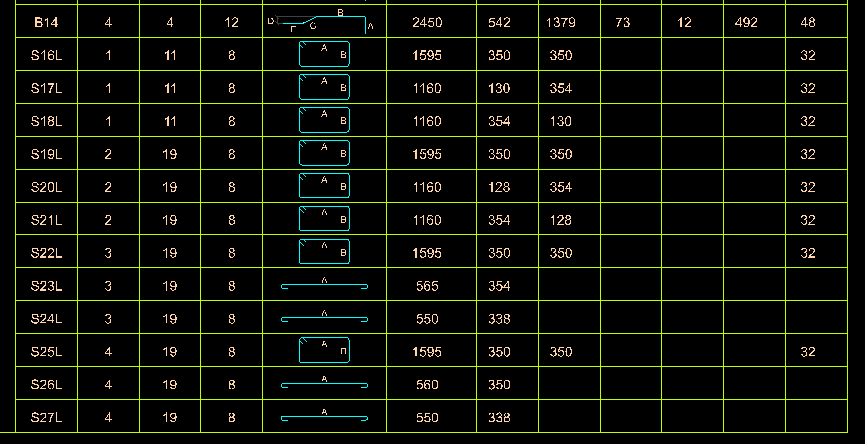 B14 4 4 12 D E C B A 2450 542 1379 73 12 492 48
S16L 1 11 8 A B 1595 350 350 32
S17L 1 11 8 A B 1160 130 354 32
S18L 1 11 8 A B 1160 354 130 32
S19L 2 19 8 A B 1595 350 350 32
S20L 2 19 8 A B 1160 128 354 32
S21L 2 19 8 A B 1160 354 128 32
S22L 3 19 8 A B 1595 350 350 32
S23L 3 19 8 A 565 354
S24L 3 19 8 A 550 338
S25L 4 19 8 A B 1595 350 350 32
S26L 4 19 8 A 560 350
S27L 4 19 8 A 550 338